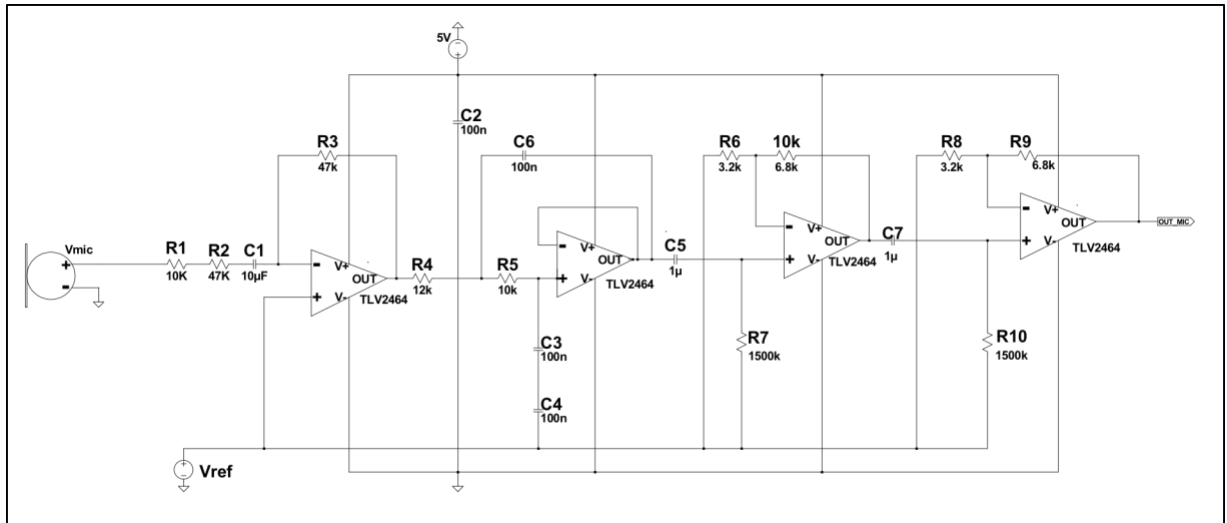 5V
C2
100n
R3
47k
C6
100n
R6
3.2k
10k
6.8k
R8
3.2k
R9
6.8k
Vmic
R1
10K
R2
47K
C1
10µF
V+
OUT
V-
TLV2464
R4
12k
R5
10k
V+
OUT
V-
TLV2464
C5
1µ
V+
OUT
V-
TLV2464
C7
1µ
V+
OUT
V-
TLV2464
OUT_MIC
C3
100n
C4
100n
R7
1500k
R10
1500k
Vref